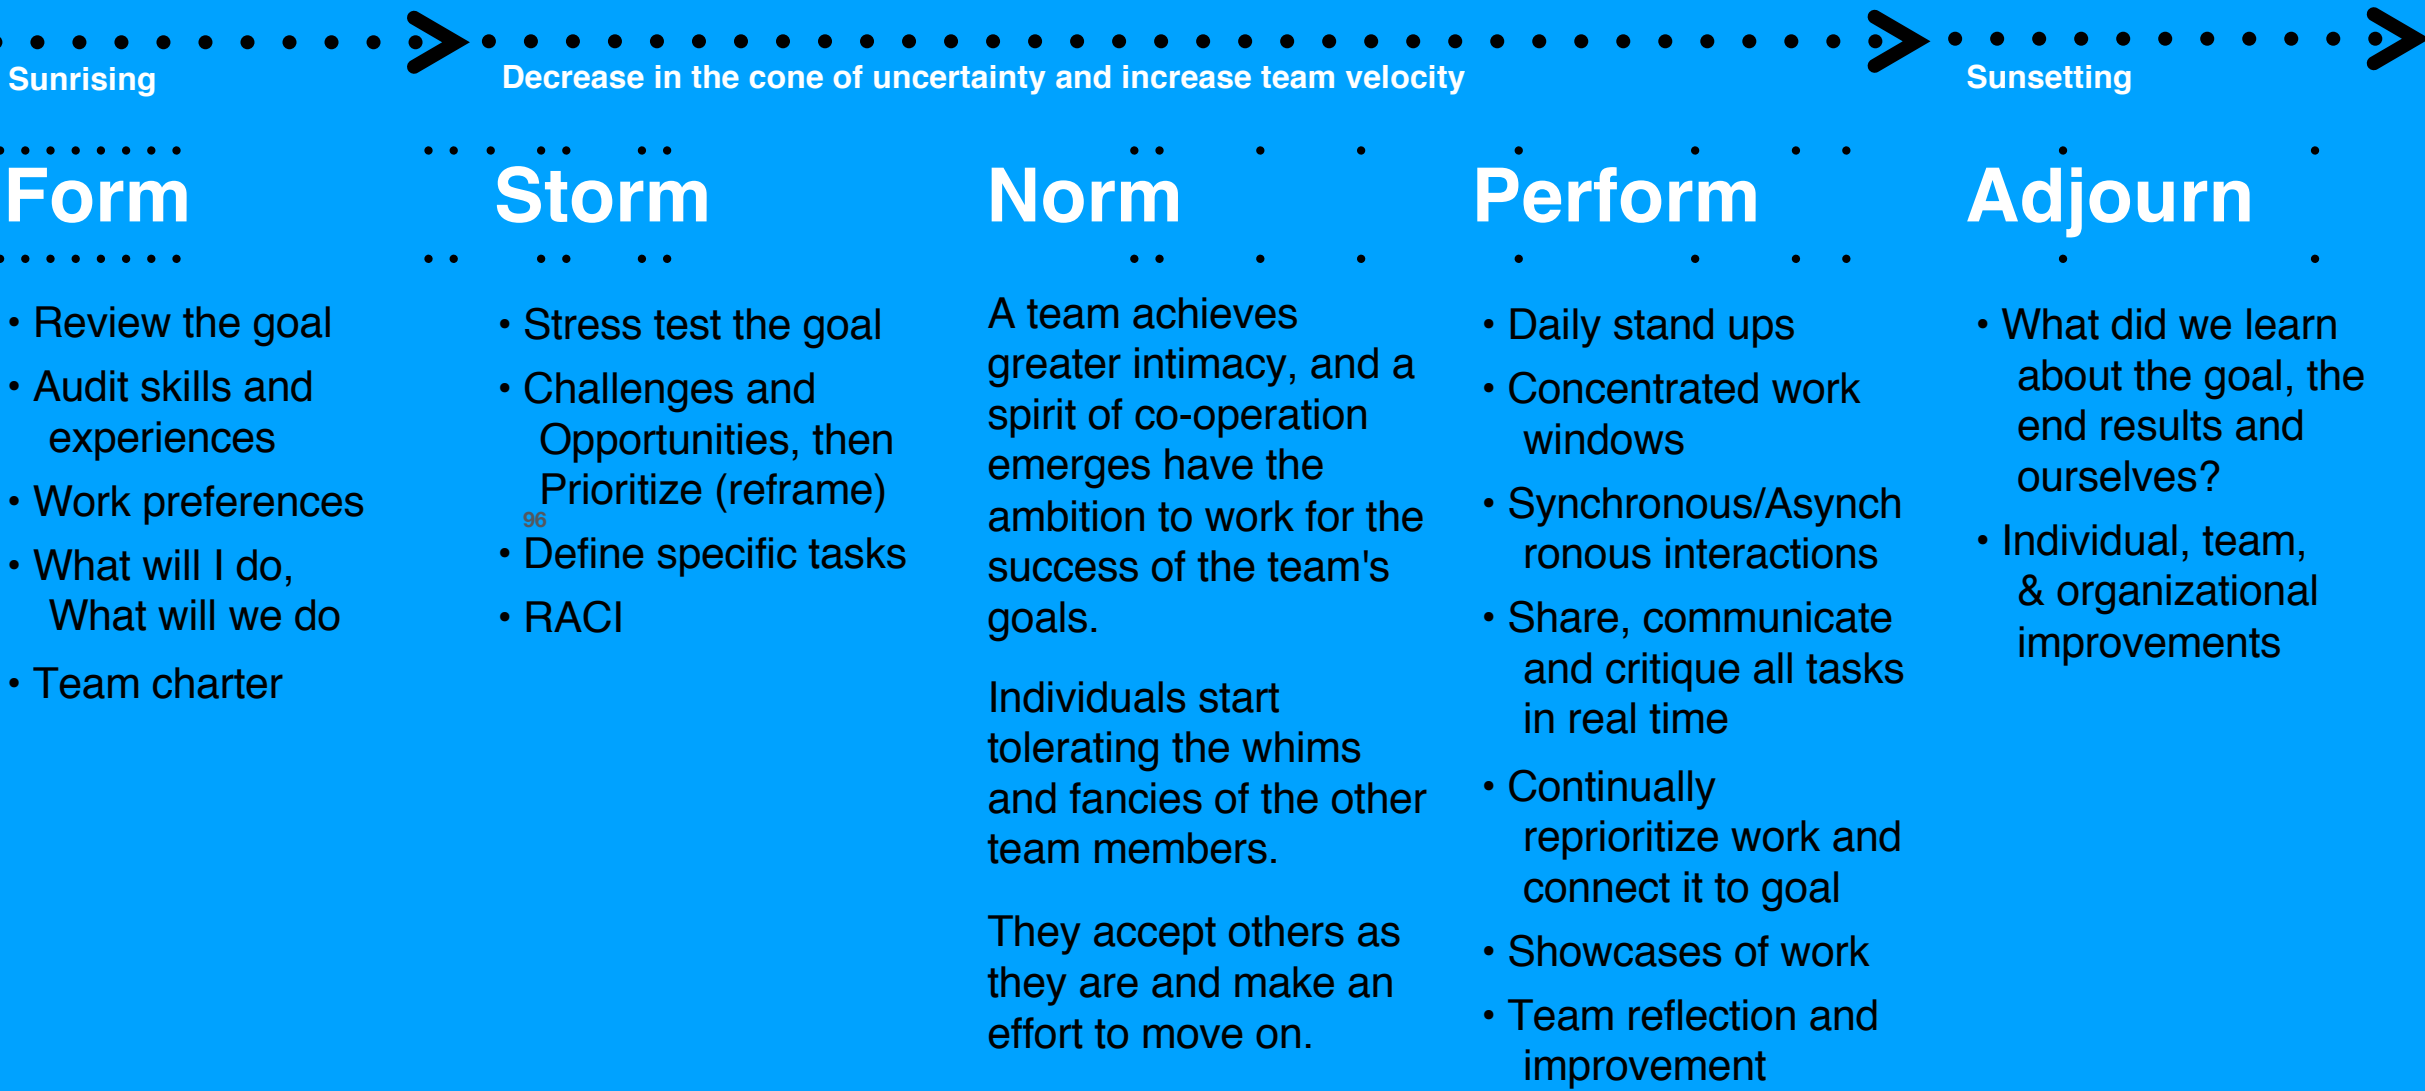 Sunrising
Decrease in the cone of uncertainty and increase team velocity
Sunsetting
Form
• Review the goal
• Audit skills and
experiences
• Work preferences
• What will I do,
What will we do
• Team charter
Storm
• Stress test the goal
• Challenges and
Opportunities, then
Prioritize (reframe)
96
• Define specific tasks
• RACI
Norm
A team achieves
greater intimacy, and a
spirit of co-operation
emerges have the
ambition to work for the
success of the team's
goals.
Individuals start
tolerating the whims
and fancies of the other
team members.
They accept others as
they are and make an
effort to move on.
Perform
• Daily stand ups
• Concentrated work
windows
• Synchronous/Asynch
ronous interactions
• Share, communicate
and critique all tasks
in real time
• Continually
reprioritize work and
connect it to goal
• Showcases of work
• Team reflection and
improvement
Adjourn
• What did we learn
about the goal, the
end results and
ourselves?
• Individual, team,
& organizational
improvements